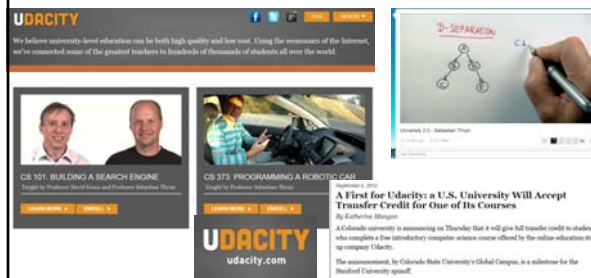 UDACITY
FAQ
SIGN IN
We believe university-level education can be both high quality and low cost. Using the economics of the Internet,
we've connected some of the greatest teachers to hundreds of thousands of students all over the world.
CS 101: BUILDING A SEARCH ENGINE
Taught by Professor David Evans and Professor Sebastian Thrun
LEARN MORE
ENROLL
CS 373: PROGRAMMING A ROBOTIC CAR
Taught by Professor Sebastian Thrun
LEARN MORE
ENROLL
D-SEPARATION
A
B
D
C
E
University 2.0 - Sebastian Thrun
UDACITY
udacity.com
September 5, 2012
A First for Udacity: a U.S. University Will Accept
Transfer Credit for One of Its Courses
By Katherine Mangan
A Colorado university is announcing on Thursday that it will give full transfer credit to
who complete a free introductory computer science course offered by the online education
up company Udacity.
The announcement, by Colorado State University's Global Campus, is a milestone for the
Stanford University spinoff.